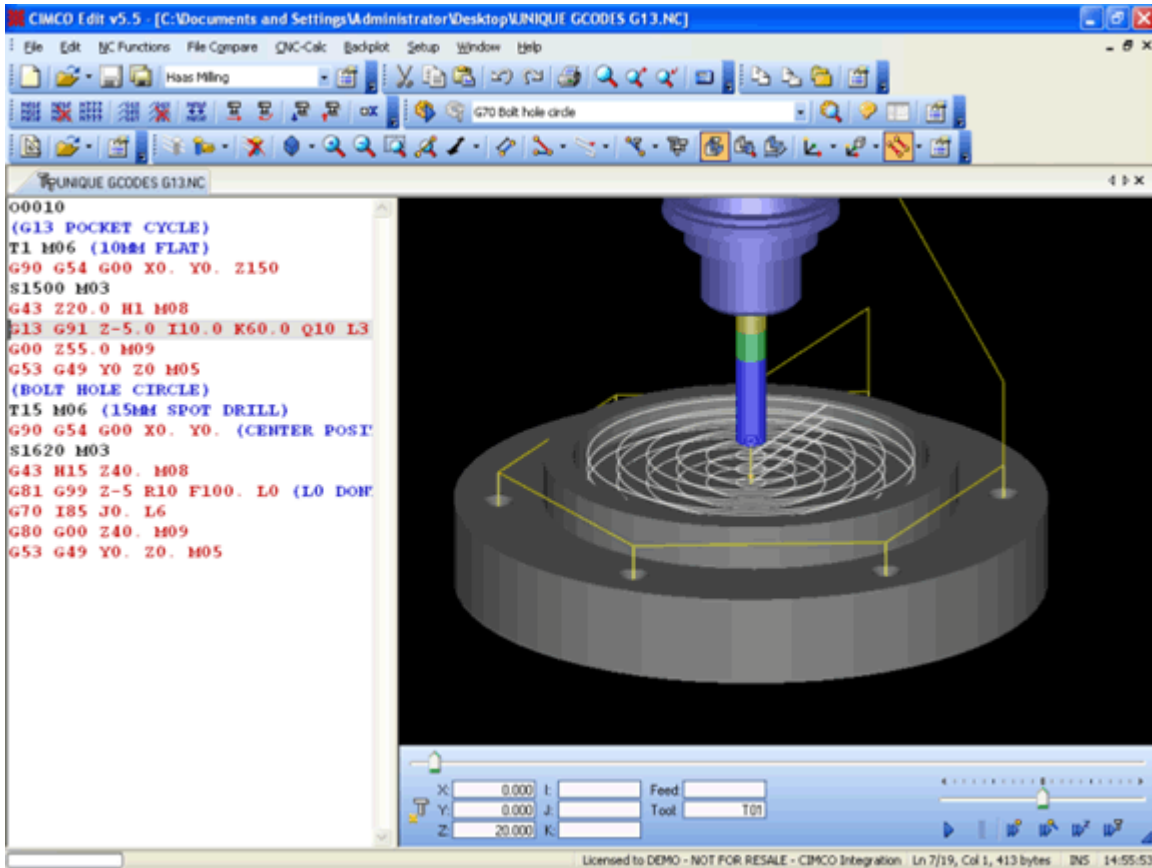 CIMCO Edit v5.5 - [C:\Documents and Settings\Administrator\Desktop\UNIQUE GCODES G13.NC]
File Edit NC Functions File Compare CNC-Calc Backplot Setup Window Help
Haas Milling
G70 Bolt hole circle
UNIQUE GCODES G13.NC
O0010
(G13 POCKET CYCLE)
T1 M06 (10MM FLAT)
G90 G54 G00 X0. Y0. Z150
S1500 M03
G43 Z20.0 H1 M08
G13 G91 Z-5.0 I10.0 K60.0 Q10 L3
G00 Z55.0 M09
G53 G49 Y0 Z0 M05
(BOLT HOLE CIRCLE)
T15 M06 (15MM SPOT DRILL)
G90 G54 G00 X0. Y0. (CENTER POSI
S1620 M03
G43 H15 Z40. M08
G81 G99 Z-5 R10 F100. L0 (L0 DON'
G70 I85 J0. L6
G80 G00 Z40. M09
G53 G49 Y0. Z0. M05
X: 0.000 I: Feed:
Y: 0.000 J: Tool: T01
Z: 20.000 K:
Licensed to DEMO - NOT FOR RESALE - CIMCO Integration Ln 7/19, Col 1, 413 bytes INS 14:55:53